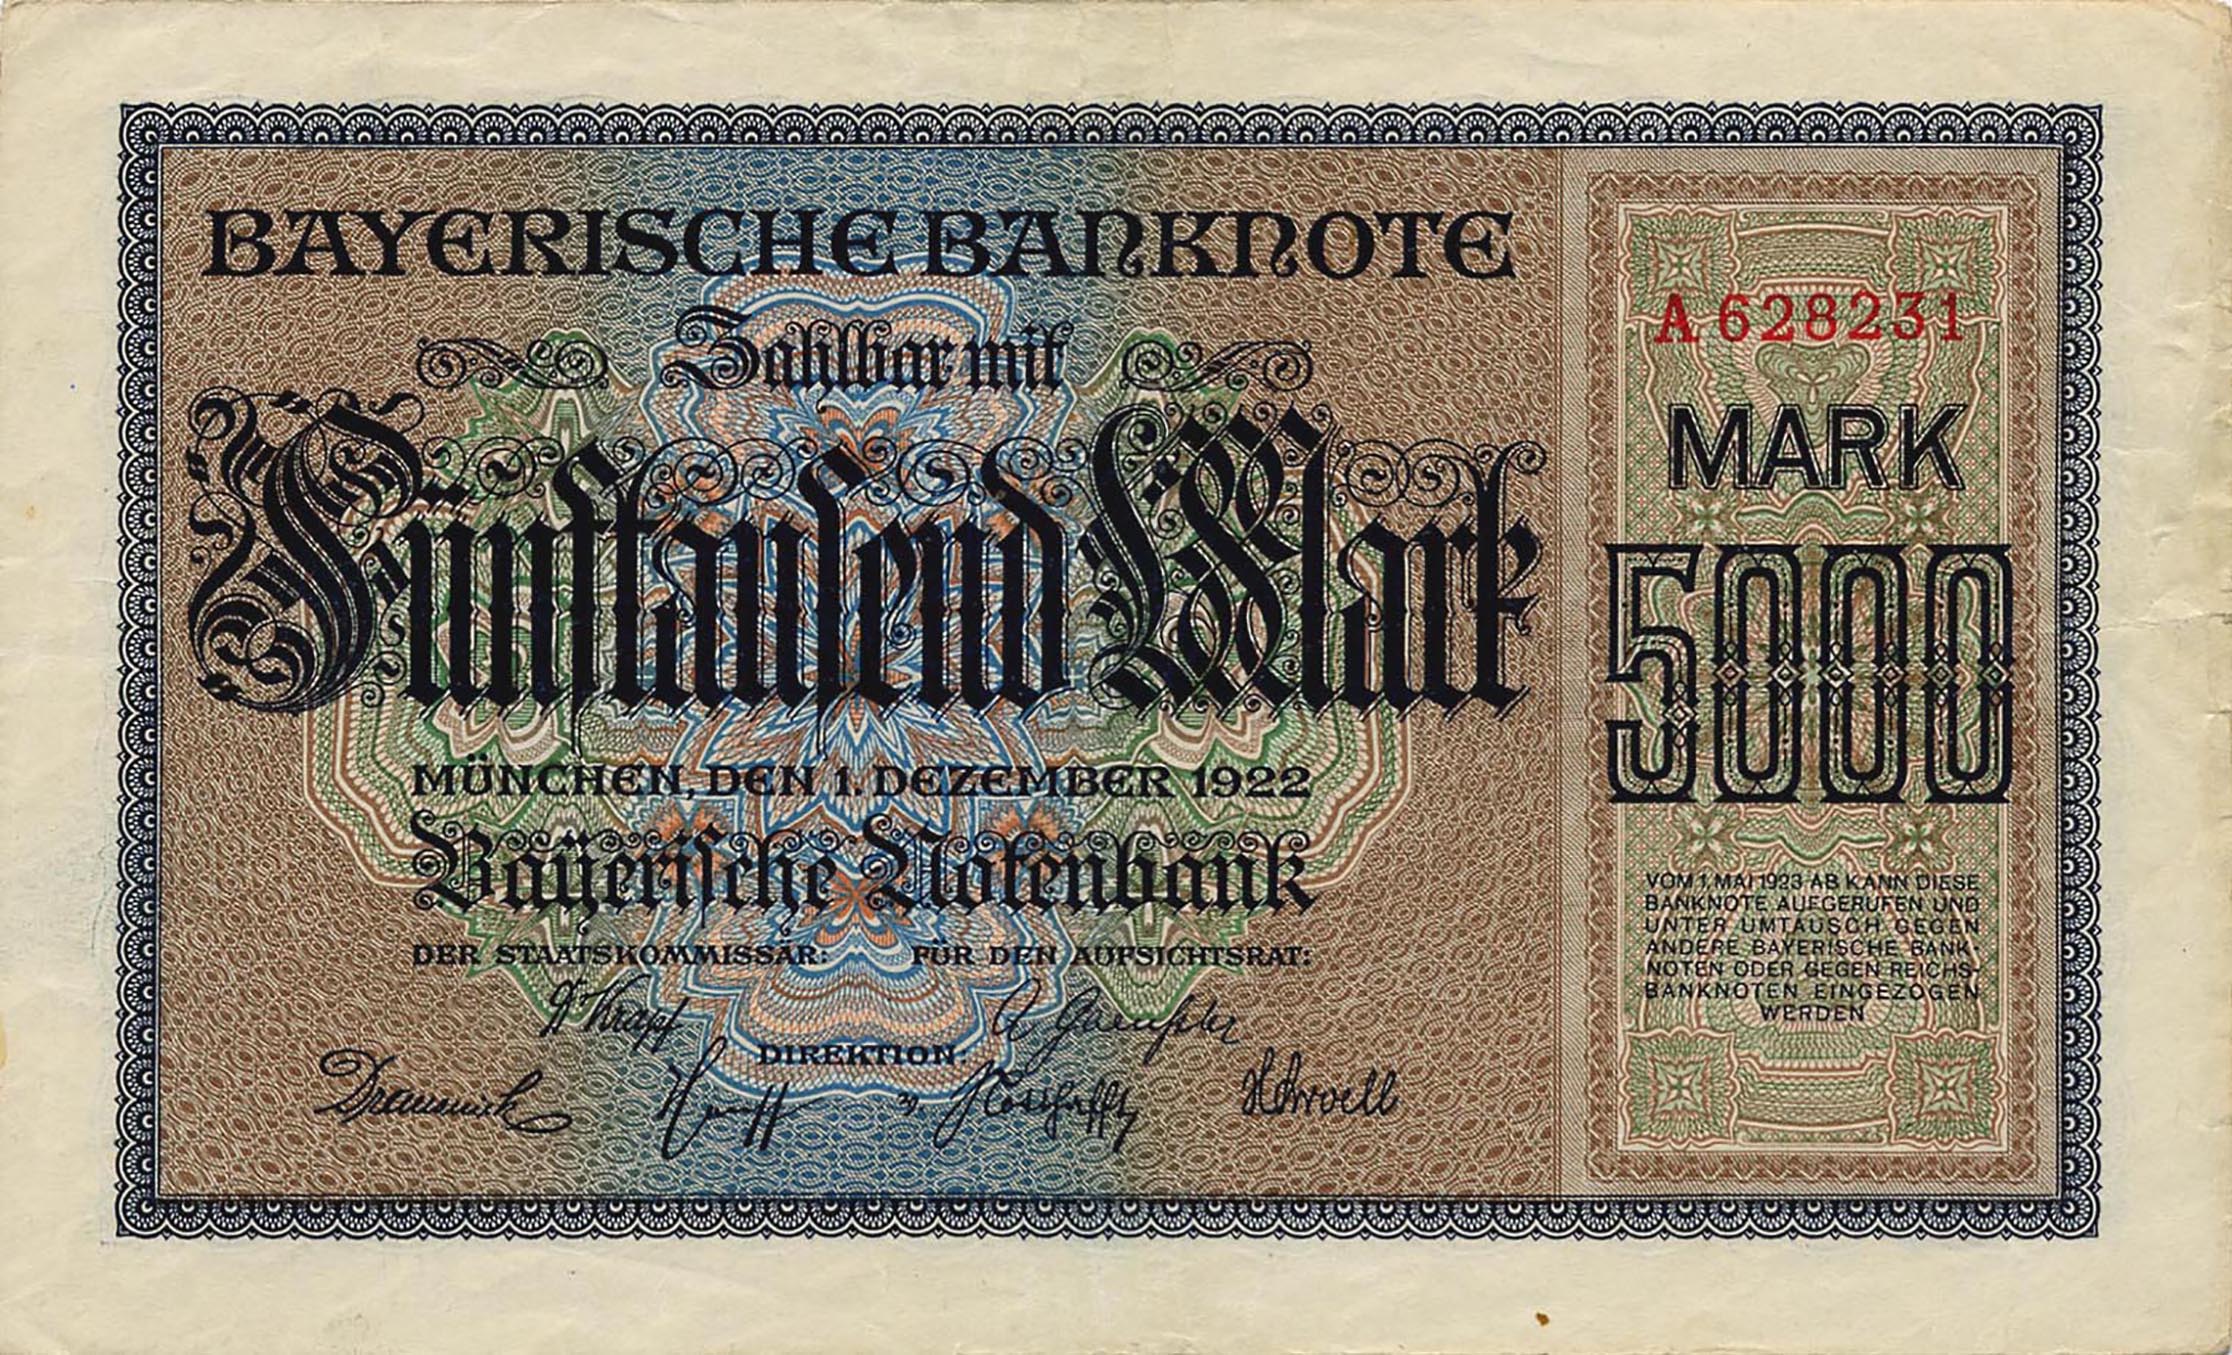 BAYERISCHE BANKNOTE
Zahlbar mit
Fünftausend Mark
MÜNCHEN, DEN 1. DEZEMBER 1922
Bayerische Notenbank
DER STAATSKOMMISSÄR: FÜR DEN AUFSICHTSRAT:
Dr Krapf
DIREKTION:
A 628231
MARK
5000
VOM 1. MAI 1923 AB KANN DIESE
BANKNOTE AUFGERUFEN UND
UNTER UMTAUSCH GEGEN
ANDERE BAYERISCHE BANK-
NOTEN ODER GEGEN REICHS-
BANKNOTEN EINGEZOGEN
WERDEN